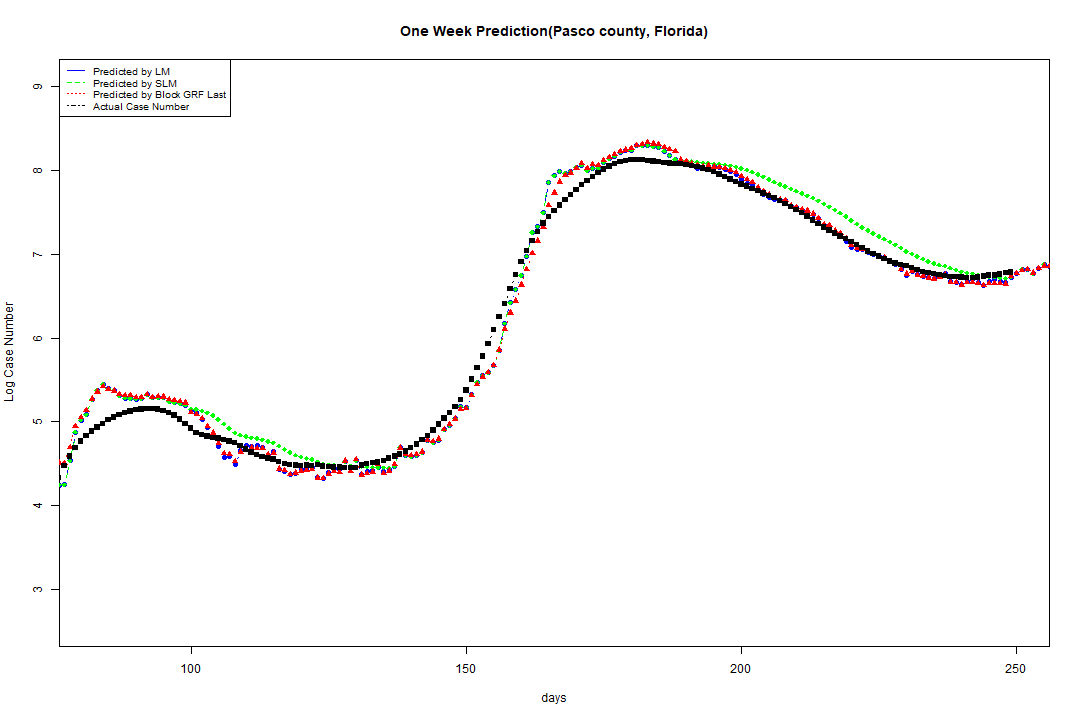 One Week Prediction(Pasco county, Florida)
Predicted by LM
Predicted by SLM
Predicted by Block GRF Last
Actual Case Number
9
8
7
6
5
4
3
Log Case Number
100
150
200
250
days